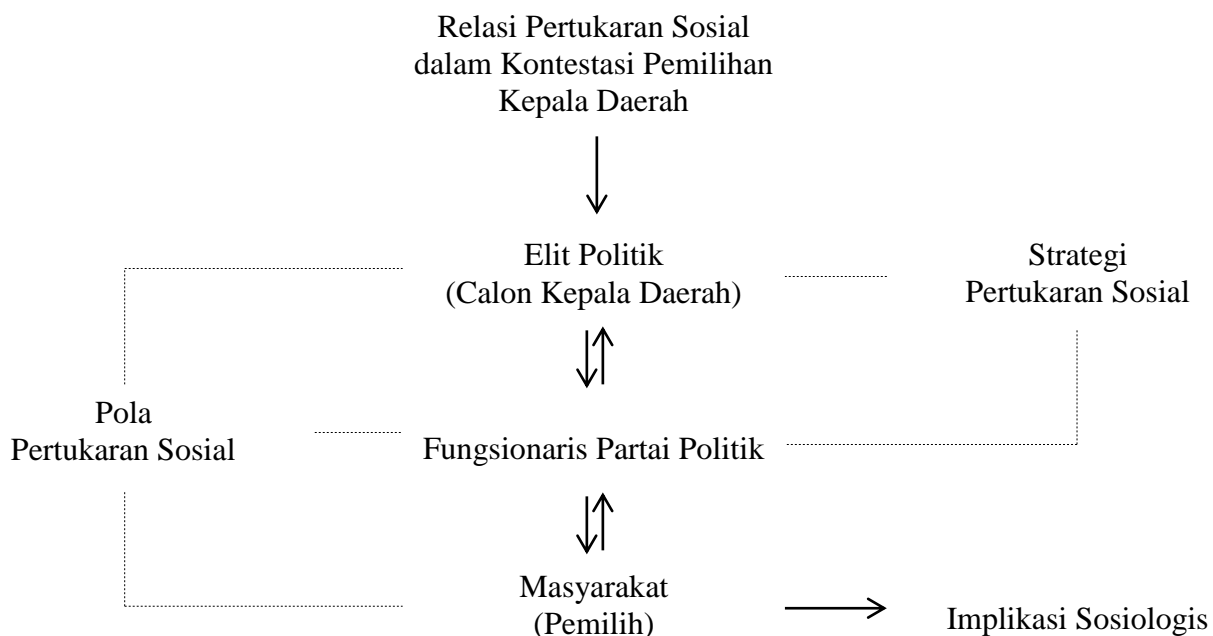 Relasi Pertukaran Sosial
dalam Kontestasi Pemilihan
Kepala Daerah
Elit Politik
(Calon Kepala Daerah)
Strategi
Pertukaran Sosial
Pola
Pertukaran Sosial
Fungsionaris Partai Politik
Masyarakat
(Pemilih)
Implikasi Sosiologis